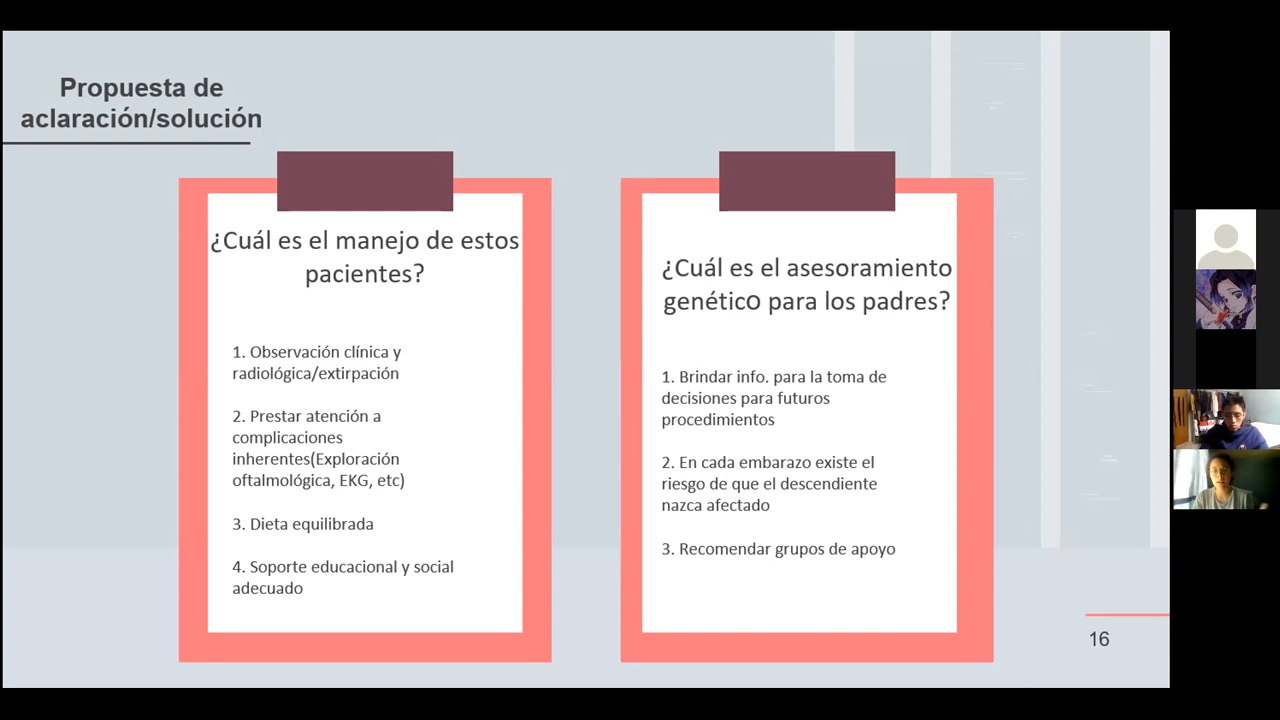 Propuesta de
aclaración/solución
¿Cuál es el manejo de estos
pacientes?
1. Observación clínica y
radiológica/extirpación
2. Prestar atención a
complicaciones
inherentes(Exploración
oftalmológica, EKG, etc)
3. Dieta equilibrada
4. Soporte educacional y social
adecuado
¿Cuál es el asesoramiento
genético para los padres?
1. Brindar info. para la toma de
decisiones para futuros
procedimientos
2. En cada embarazo existe el
riesgo de que el descendiente
nazca afectado
3. Recomendar grupos de apoyo
16